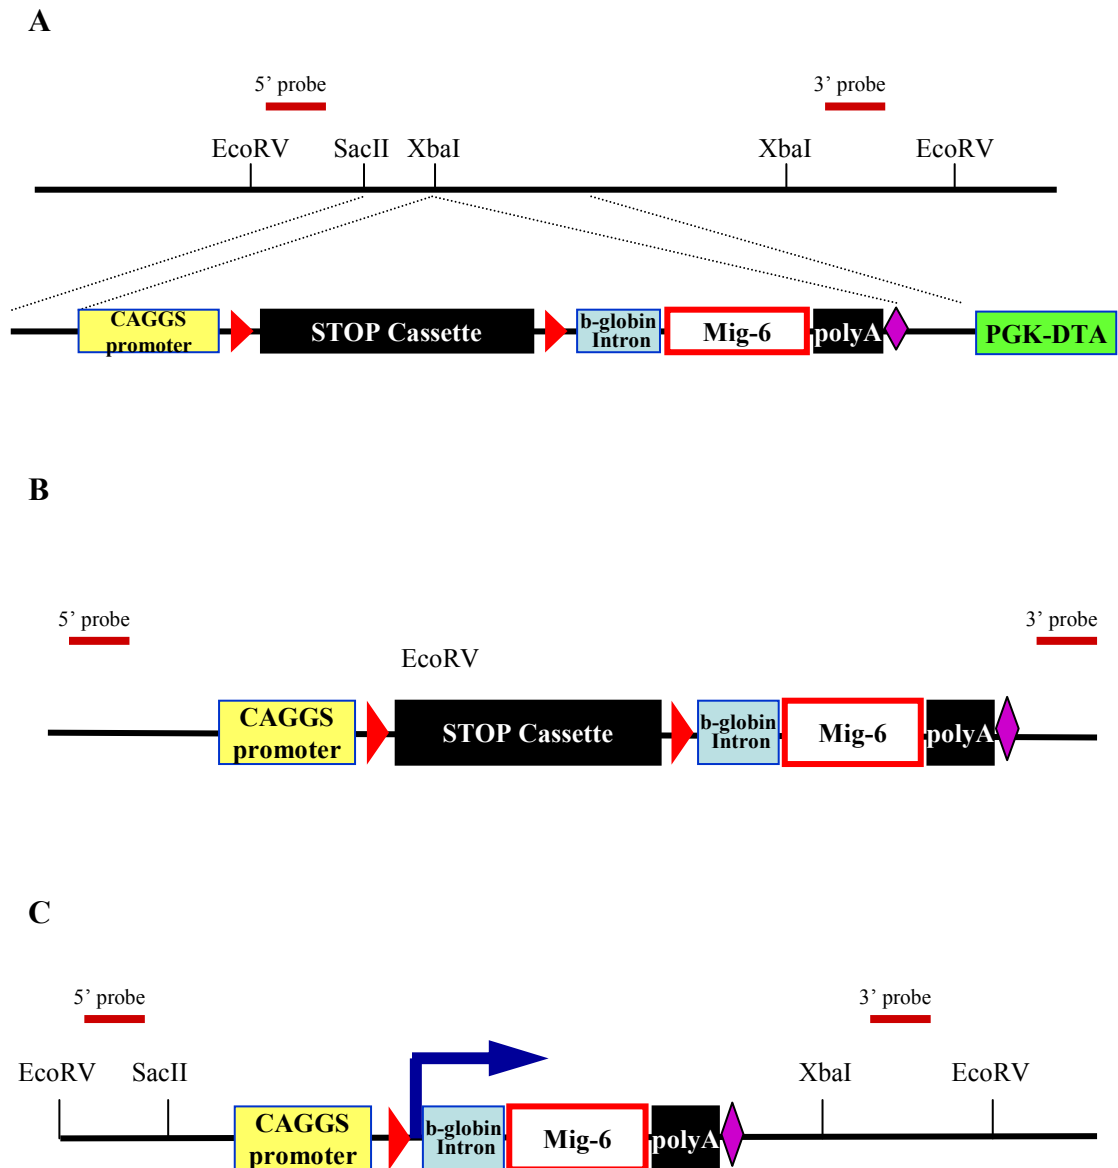 A
5’ probe
3’ probe
EcoRV
SacII
XbaI
XbaI
EcoRV
CAGGS
promoter
STOP Cassette
b-globin
Intron
Mig-6
polyA
PGK-DTA
B
5’ probe
3’ probe
EcoRV
CAGGS
promoter
STOP Cassette
b-globin
Intron
Mig-6
polyA
C
5’ probe
3’ probe
EcoRV
SacII
XbaI
EcoRV
CAGGS
promoter
b-globin
Intron
Mig-6
polyA